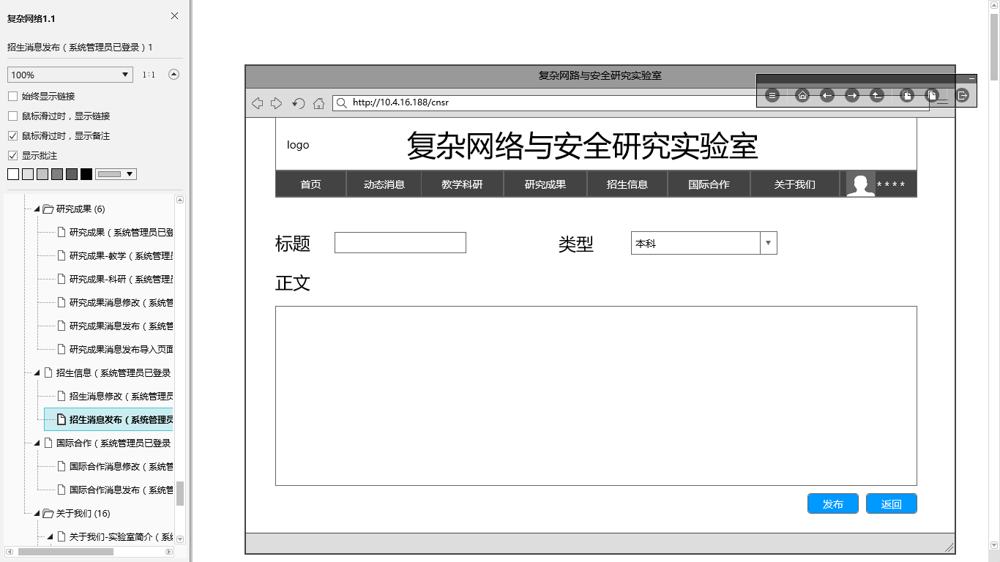 复杂网络1.1
招生消息发布（系统管理员已登录）1
100%
1:1
始终显示链接
鼠标滑过时，显示链接
鼠标滑过时，显示备注
显示批注
研究成果 (6)
研究成果（系统管理员已登
研究成果-教学（系统管理员
研究成果-科研（系统管理员
研究成果消息修改（系统管
研究成果消息发布（系统管
研究成果消息发布导入页面
招生信息（系统管理员已登录
招生消息修改（系统管理员
招生消息发布（系统管理员
国际合作（系统管理员已登录
国际合作消息修改（系统管
国际合作消息发布（系统管
关于我们 (16)
关于我们-实验室简介（系统
复杂网路与安全研究实验室
http://10.4.16.188/cnsr
logo
复杂网络与安全研究实验室
首页 动态消息 教学科研 研究成果 招生信息 国际合作 关于我们 ****
标题 类型 本科
正文
发布 返回